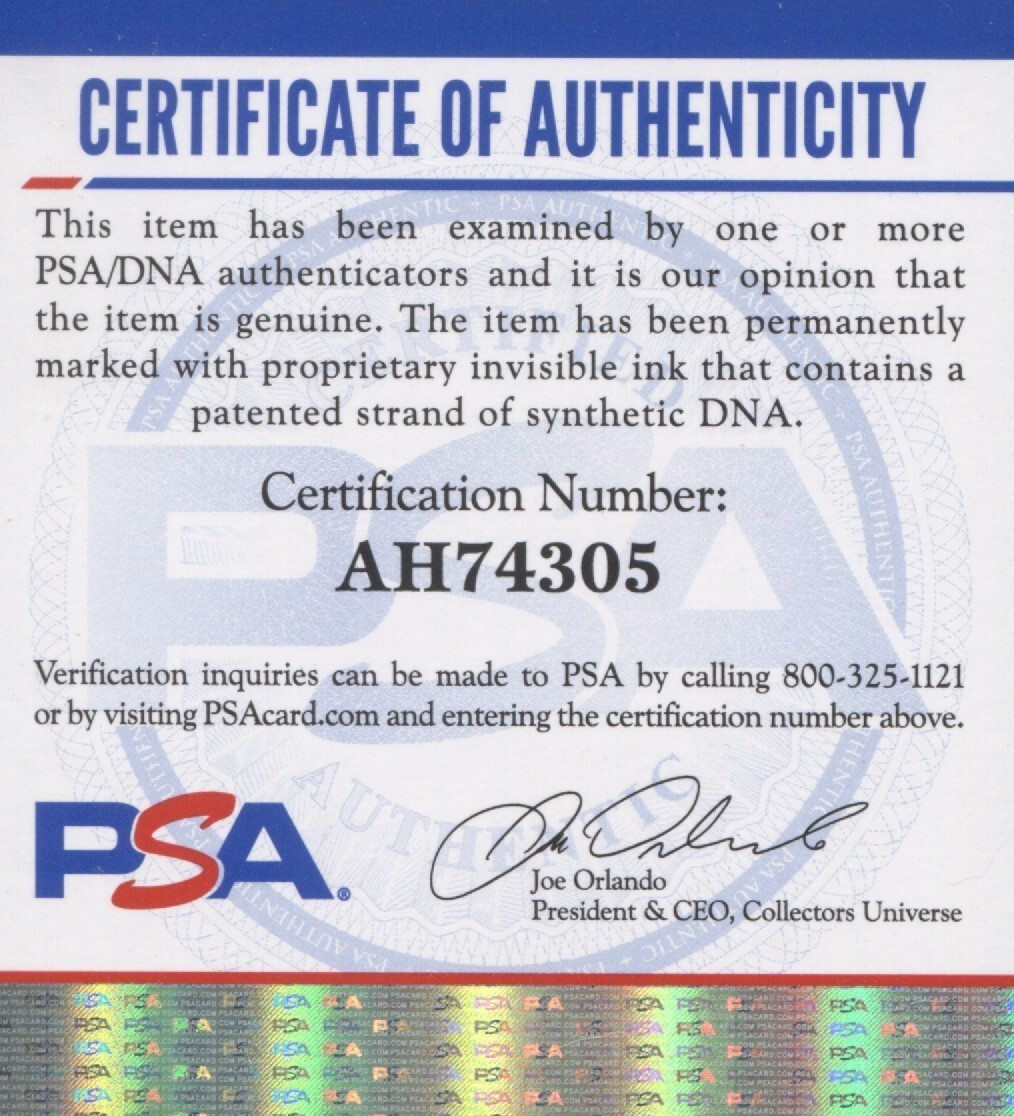 CERTIFICATE OF AUTHENTICITY
This item has been examined by one or more
PSA/DNA authenticators and it is our opinion that
the item is genuine. The item has been permanently
marked with proprietary invisible ink that contains a
patented strand of synthetic DNA.
Certification Number:
AH74305
Verification inquiries can be made to PSA by calling 800-325-1121
or by visiting PSAcard.com and entering the certification number above.
CERTIFIED
PSA
AUTHENTIC
PSA®
Joe Orlando
President & CEO, Collectors Universe